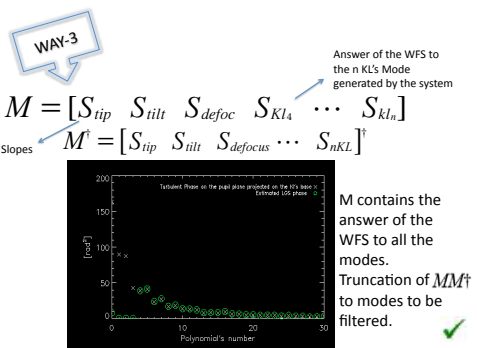 WAY-3
Answer of the WFS to
the n KL's Mode
generated by the system
M = [S_tip S_tilt S_defoc S_Kl₄ ⋯ S_kl_n]
Slopes
M† = [S_tip S_tilt S_defocus ⋯ S_nKL]†
Turbulent Phase on the pupil plane projected on the Kl's base ×
Estimated LGS phase ○
[rad²]
200
150
100
50
0
0 10 20 30
Polynomial's number
M contains the
answer of the
WFS to all the
modes.
Truncation of MM†
to modes to be
filtered.